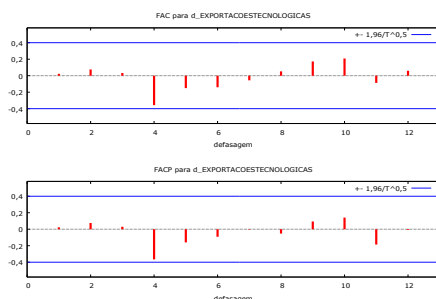 FAC para d_EXPORTACOESTECNOLOGICAS
+- 1,96/T^0,5
0,4
0,2
0
-0,2
-0,4
0 2 4 6 8 10 12
defasagem
FACP para d_EXPORTACOESTECNOLOGICAS
+- 1,96/T^0,5
0,4
0,2
0
-0,2
-0,4
0 2 4 6 8 10 12
defasagem